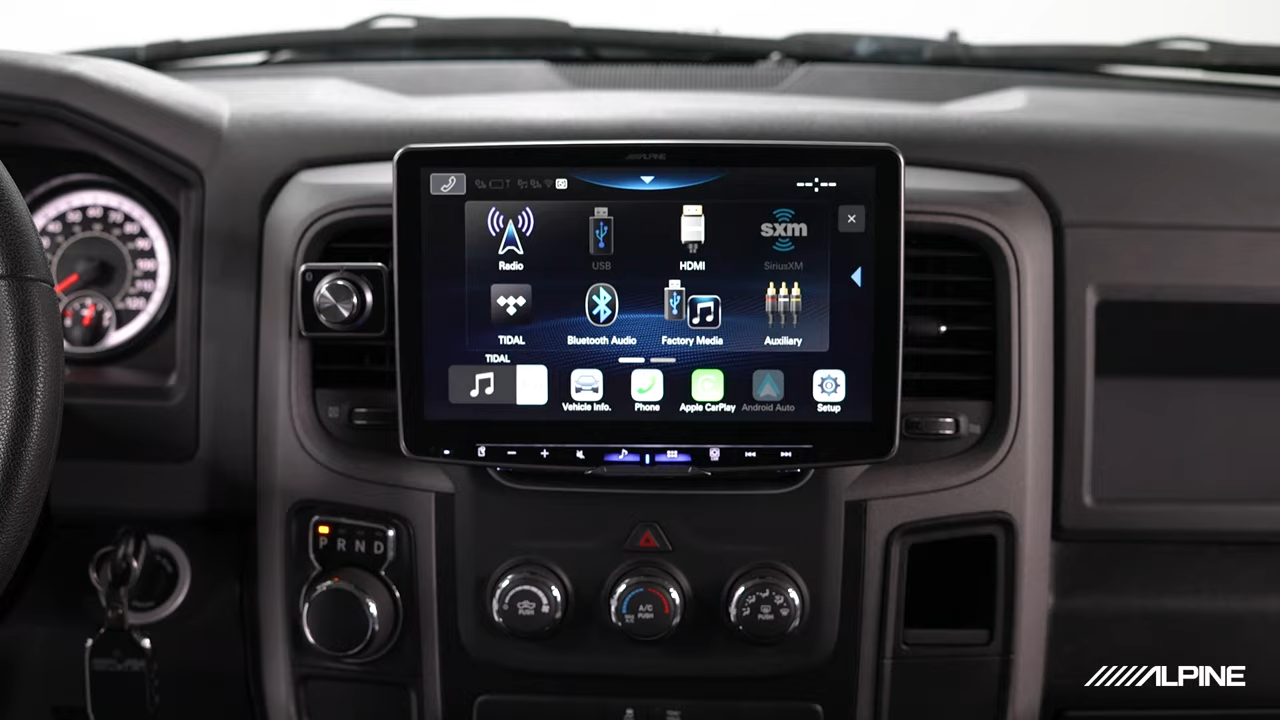 ALPINE
--:--
sxm
Radio
USB
HDMI
SiriusXM
TIDAL
Bluetooth Audio
Factory Media
Auxiliary
TIDAL
Vehicle Info.
Phone
Apple CarPlay
Android Auto
Setup
P R N D
PUSH
A/C
PUSH
PUSH
ALPINE